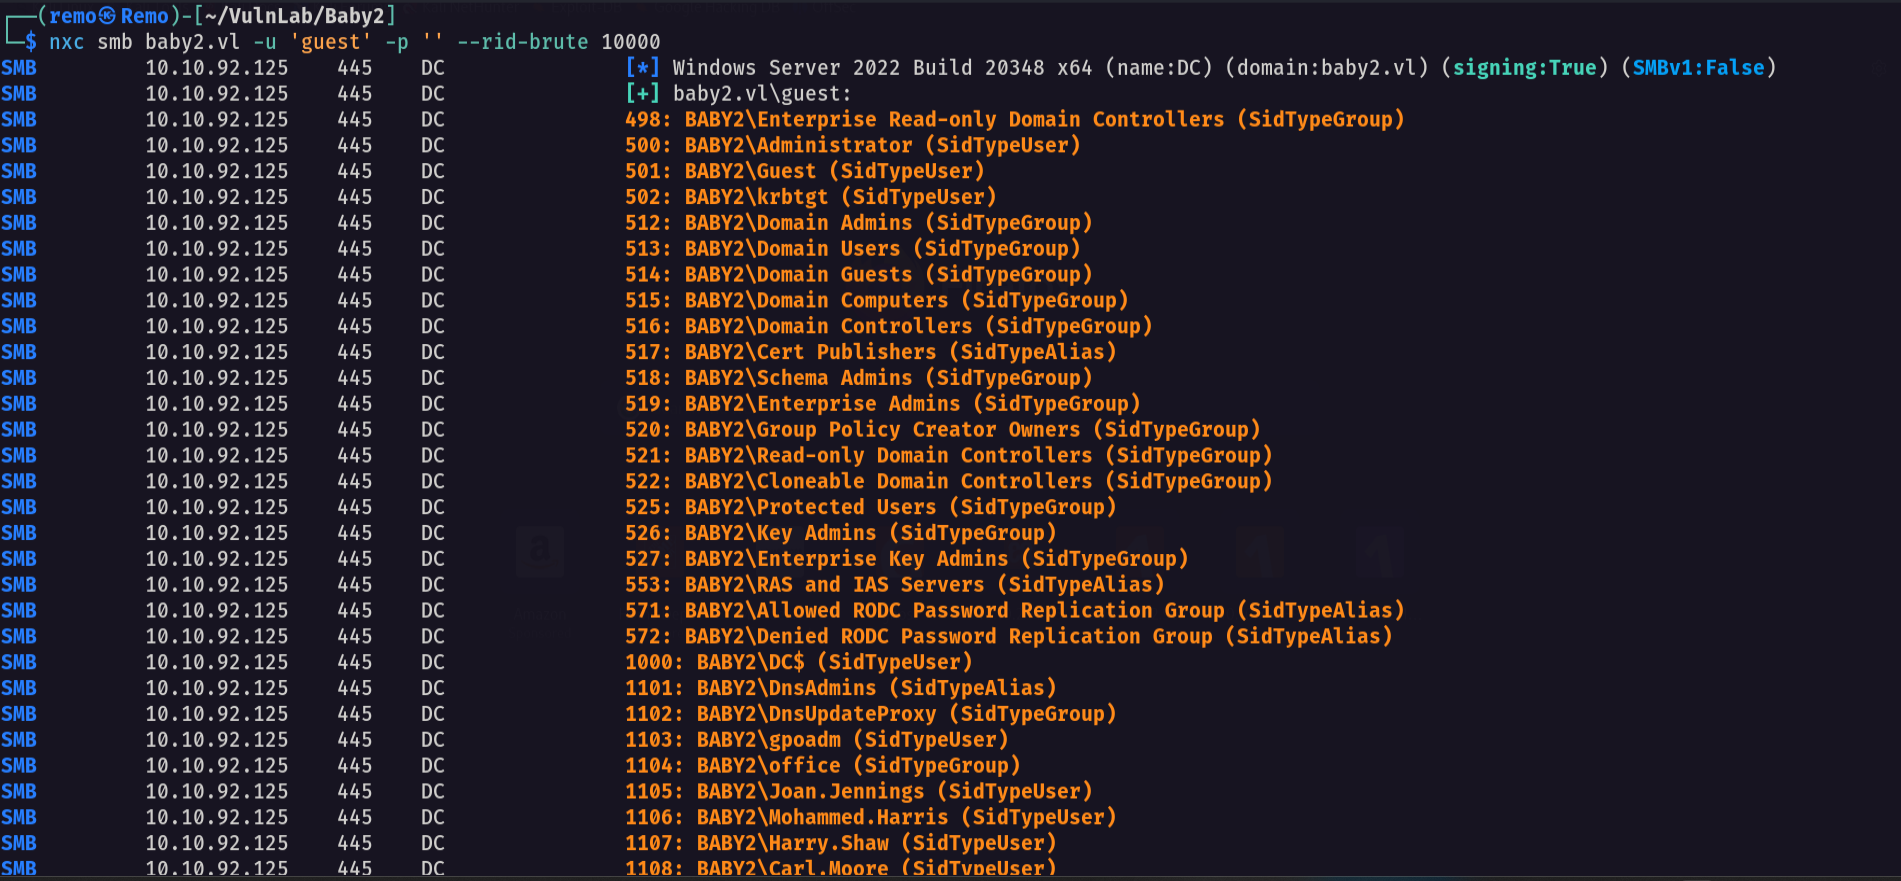 ┌──(remo㉿Remo)-[~/VulnLab/Baby2]
└─$ nxc smb baby2.vl -u 'guest' -p '' --rid-brute 10000
SMB 10.10.92.125 445 DC [*] Windows Server 2022 Build 20348 x64 (name:DC) (domain:baby2.vl) (signing:True) (SMBv1:False)
SMB 10.10.92.125 445 DC [+] baby2.vl\guest:
SMB 10.10.92.125 445 DC 498: BABY2\Enterprise Read-only Domain Controllers (SidTypeGroup)
SMB 10.10.92.125 445 DC 500: BABY2\Administrator (SidTypeUser)
SMB 10.10.92.125 445 DC 501: BABY2\Guest (SidTypeUser)
SMB 10.10.92.125 445 DC 502: BABY2\krbtgt (SidTypeUser)
SMB 10.10.92.125 445 DC 512: BABY2\Domain Admins (SidTypeGroup)
SMB 10.10.92.125 445 DC 513: BABY2\Domain Users (SidTypeGroup)
SMB 10.10.92.125 445 DC 514: BABY2\Domain Guests (SidTypeGroup)
SMB 10.10.92.125 445 DC 515: BABY2\Domain Computers (SidTypeGroup)
SMB 10.10.92.125 445 DC 516: BABY2\Domain Controllers (SidTypeGroup)
SMB 10.10.92.125 445 DC 517: BABY2\Cert Publishers (SidTypeAlias)
SMB 10.10.92.125 445 DC 518: BABY2\Schema Admins (SidTypeGroup)
SMB 10.10.92.125 445 DC 519: BABY2\Enterprise Admins (SidTypeGroup)
SMB 10.10.92.125 445 DC 520: BABY2\Group Policy Creator Owners (SidTypeGroup)
SMB 10.10.92.125 445 DC 521: BABY2\Read-only Domain Controllers (SidTypeGroup)
SMB 10.10.92.125 445 DC 522: BABY2\Cloneable Domain Controllers (SidTypeGroup)
SMB 10.10.92.125 445 DC 525: BABY2\Protected Users (SidTypeGroup)
SMB 10.10.92.125 445 DC 526: BABY2\Key Admins (SidTypeGroup)
SMB 10.10.92.125 445 DC 527: BABY2\Enterprise Key Admins (SidTypeGroup)
SMB 10.10.92.125 445 DC 553: BABY2\RAS and IAS Servers (SidTypeAlias)
SMB 10.10.92.125 445 DC 571: BABY2\Allowed RODC Password Replication Group (SidTypeAlias)
SMB 10.10.92.125 445 DC 572: BABY2\Denied RODC Password Replication Group (SidTypeAlias)
SMB 10.10.92.125 445 DC 1000: BABY2\DC$ (SidTypeUser)
SMB 10.10.92.125 445 DC 1101: BABY2\DnsAdmins (SidTypeAlias)
SMB 10.10.92.125 445 DC 1102: BABY2\DnsUpdateProxy (SidTypeGroup)
SMB 10.10.92.125 445 DC 1103: BABY2\gpoadm (SidTypeUser)
SMB 10.10.92.125 445 DC 1104: BABY2\office (SidTypeGroup)
SMB 10.10.92.125 445 DC 1105: BABY2\Joan.Jennings (SidTypeUser)
SMB 10.10.92.125 445 DC 1106: BABY2\Mohammed.Harris (SidTypeUser)
SMB 10.10.92.125 445 DC 1107: BABY2\Harry.Shaw (SidTypeUser)
SMB 10.10.92.125 445 DC 1108: BABY2\Carl.Moore (SidTypeUser)